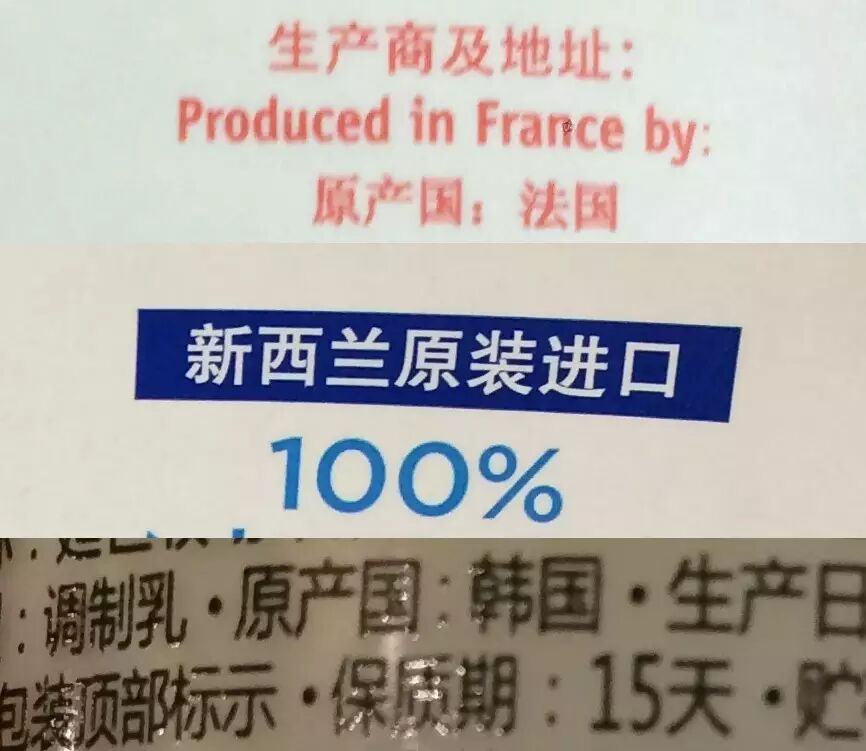 生产商及地址：
Produced in France by:
原产国：法国
新西兰原装进口
100%
：调制乳·原产国：韩国·生产日
包装顶部标示·保质期：15天·贮